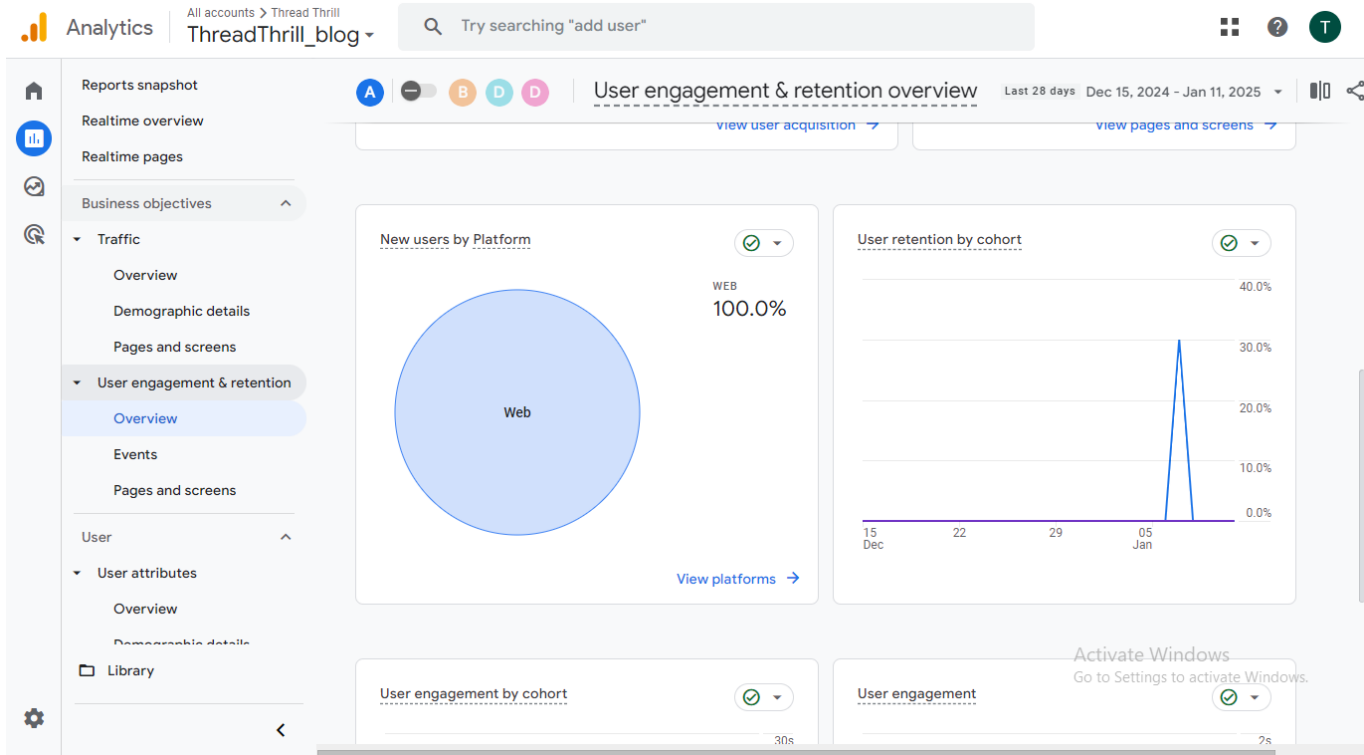 Analytics
All accounts > Thread Thrill
ThreadThrill_blog
Try searching "add user"
T
Reports snapshot
Realtime overview
Realtime pages
Business objectives
Traffic
Overview
Demographic details
Pages and screens
User engagement & retention
Overview
Events
Pages and screens
User
User attributes
Overview
Demographic details
Library
A
B
D
D
User engagement & retention overview
Last 28 days
Dec 15, 2024 - Jan 11, 2025
View user acquisition
View pages and screens
New users by Platform
WEB
100.0%
Web
View platforms
User retention by cohort
40.0%
30.0%
20.0%
10.0%
0.0%
15
Dec
22
29
05
Jan
User engagement by cohort
30s
User engagement
2s
Activate Windows
Go to Settings to activate Windows.